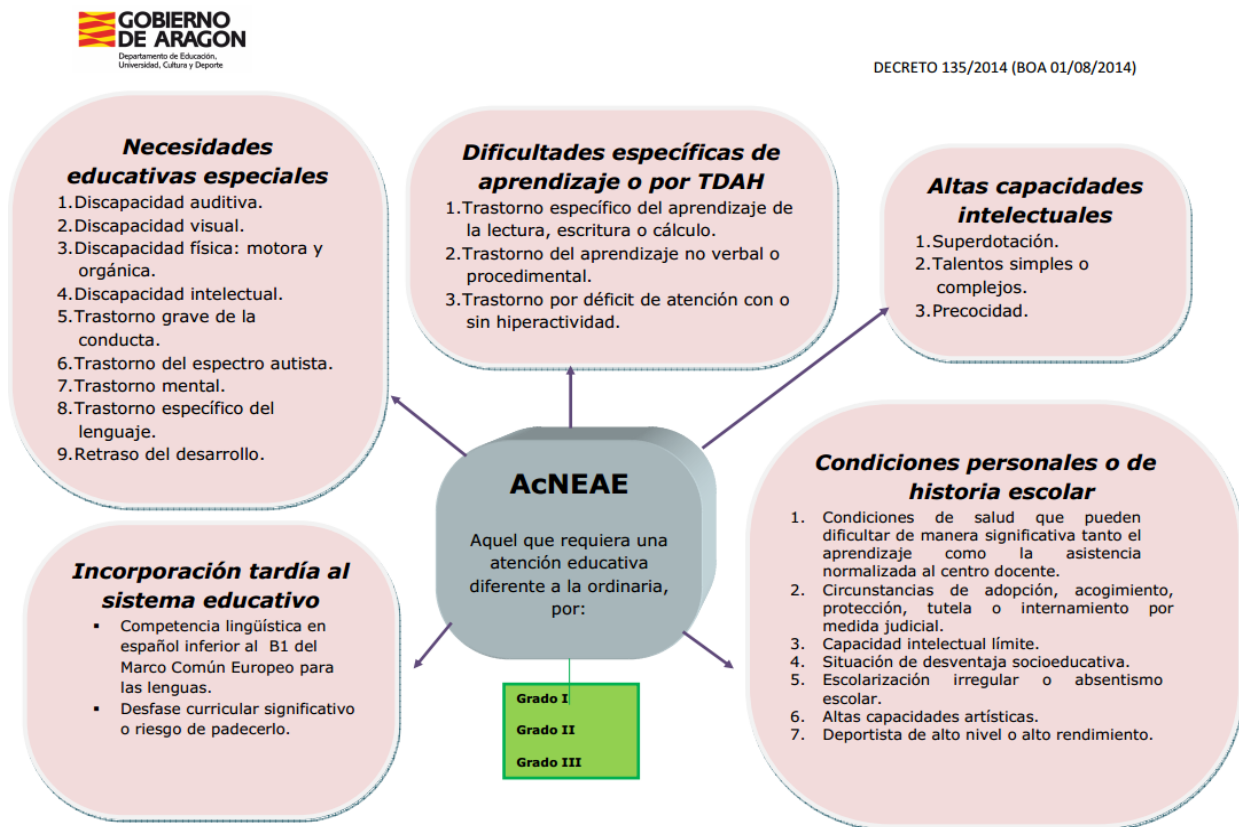 GOBIERNO
DE ARAGON
Departamento de Educación,
Universidad, Cultura y Deporte
DECRETO 135/2014 (BOA 01/08/2014)
Necesidades
educativas especiales
1.Discapacidad auditiva.
2.Discapacidad visual.
3.Discapacidad física: motora y
orgánica.
4.Discapacidad intelectual.
5.Trastorno grave de la
conducta.
6.Trastorno del espectro autista.
7.Trastorno mental.
8.Trastorno específico del
lenguaje.
9.Retraso del desarrollo.
Dificultades específicas de
aprendizaje o por TDAH
1.Trastorno específico del aprendizaje de
la lectura, escritura o cálculo.
2.Trastorno del aprendizaje no verbal o
procedimental.
3.Trastorno por déficit de atención con o
sin hiperactividad.
Altas capacidades
intelectuales
1.Superdotación.
2.Talentos simples o
complejos.
3.Precocidad.
AcNEAE
Aquel que requiera una
atención educativa
diferente a la ordinaria,
por:
Grado I
Grado II
Grado III
Incorporación tardía al
sistema educativo
▪ Competencia lingüística en
español inferior al B1 del
Marco Común Europeo para
las lenguas.
▪ Desfase curricular significativo
o riesgo de padecerlo.
Condiciones personales o de
historia escolar
1. Condiciones de salud que pueden
dificultar de manera significativa tanto el
aprendizaje como la asistencia
normalizada al centro docente.
2. Circunstancias de adopción, acogimiento,
protección, tutela o internamiento por
medida judicial.
3. Capacidad intelectual límite.
4. Situación de desventaja socioeducativa.
5. Escolarización irregular o absentismo
escolar.
6. Altas capacidades artísticas.
7. Deportista de alto nivel o alto rendimiento.